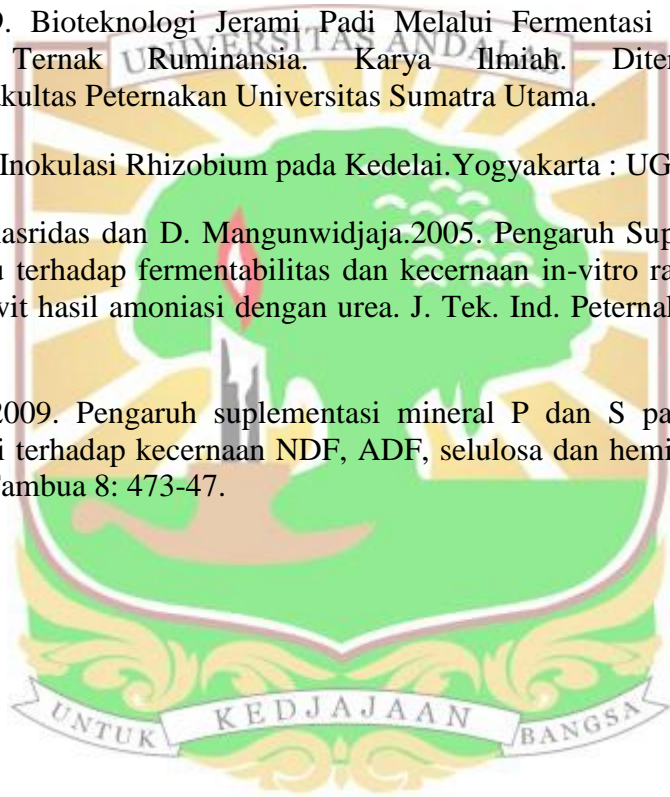 . Bioteknologi Jerami Padi Melalui Fermentasi
Ternak Ruminansia. Karya Ilmiah. Diter
akultas Peternakan Universitas Sumatra Utama.
Inokulasi Rhizobium pada Kedelai.Yogyakarta : UG
asridas dan D. Mangunwidjaja.2005. Pengaruh Sup
u terhadap fermentabilitas dan kecernaan in-vitro ra
vit hasil amoniasi dengan urea. J. Tek. Ind. Peternal
2009. Pengaruh suplementasi mineral P dan S pa
i terhadap kecernaan NDF, ADF, selulosa dan hemi
ambua 8: 473-47.
UNIVERSITAS ANDALAS
UNTUK KEDJAJAAN BANGSA